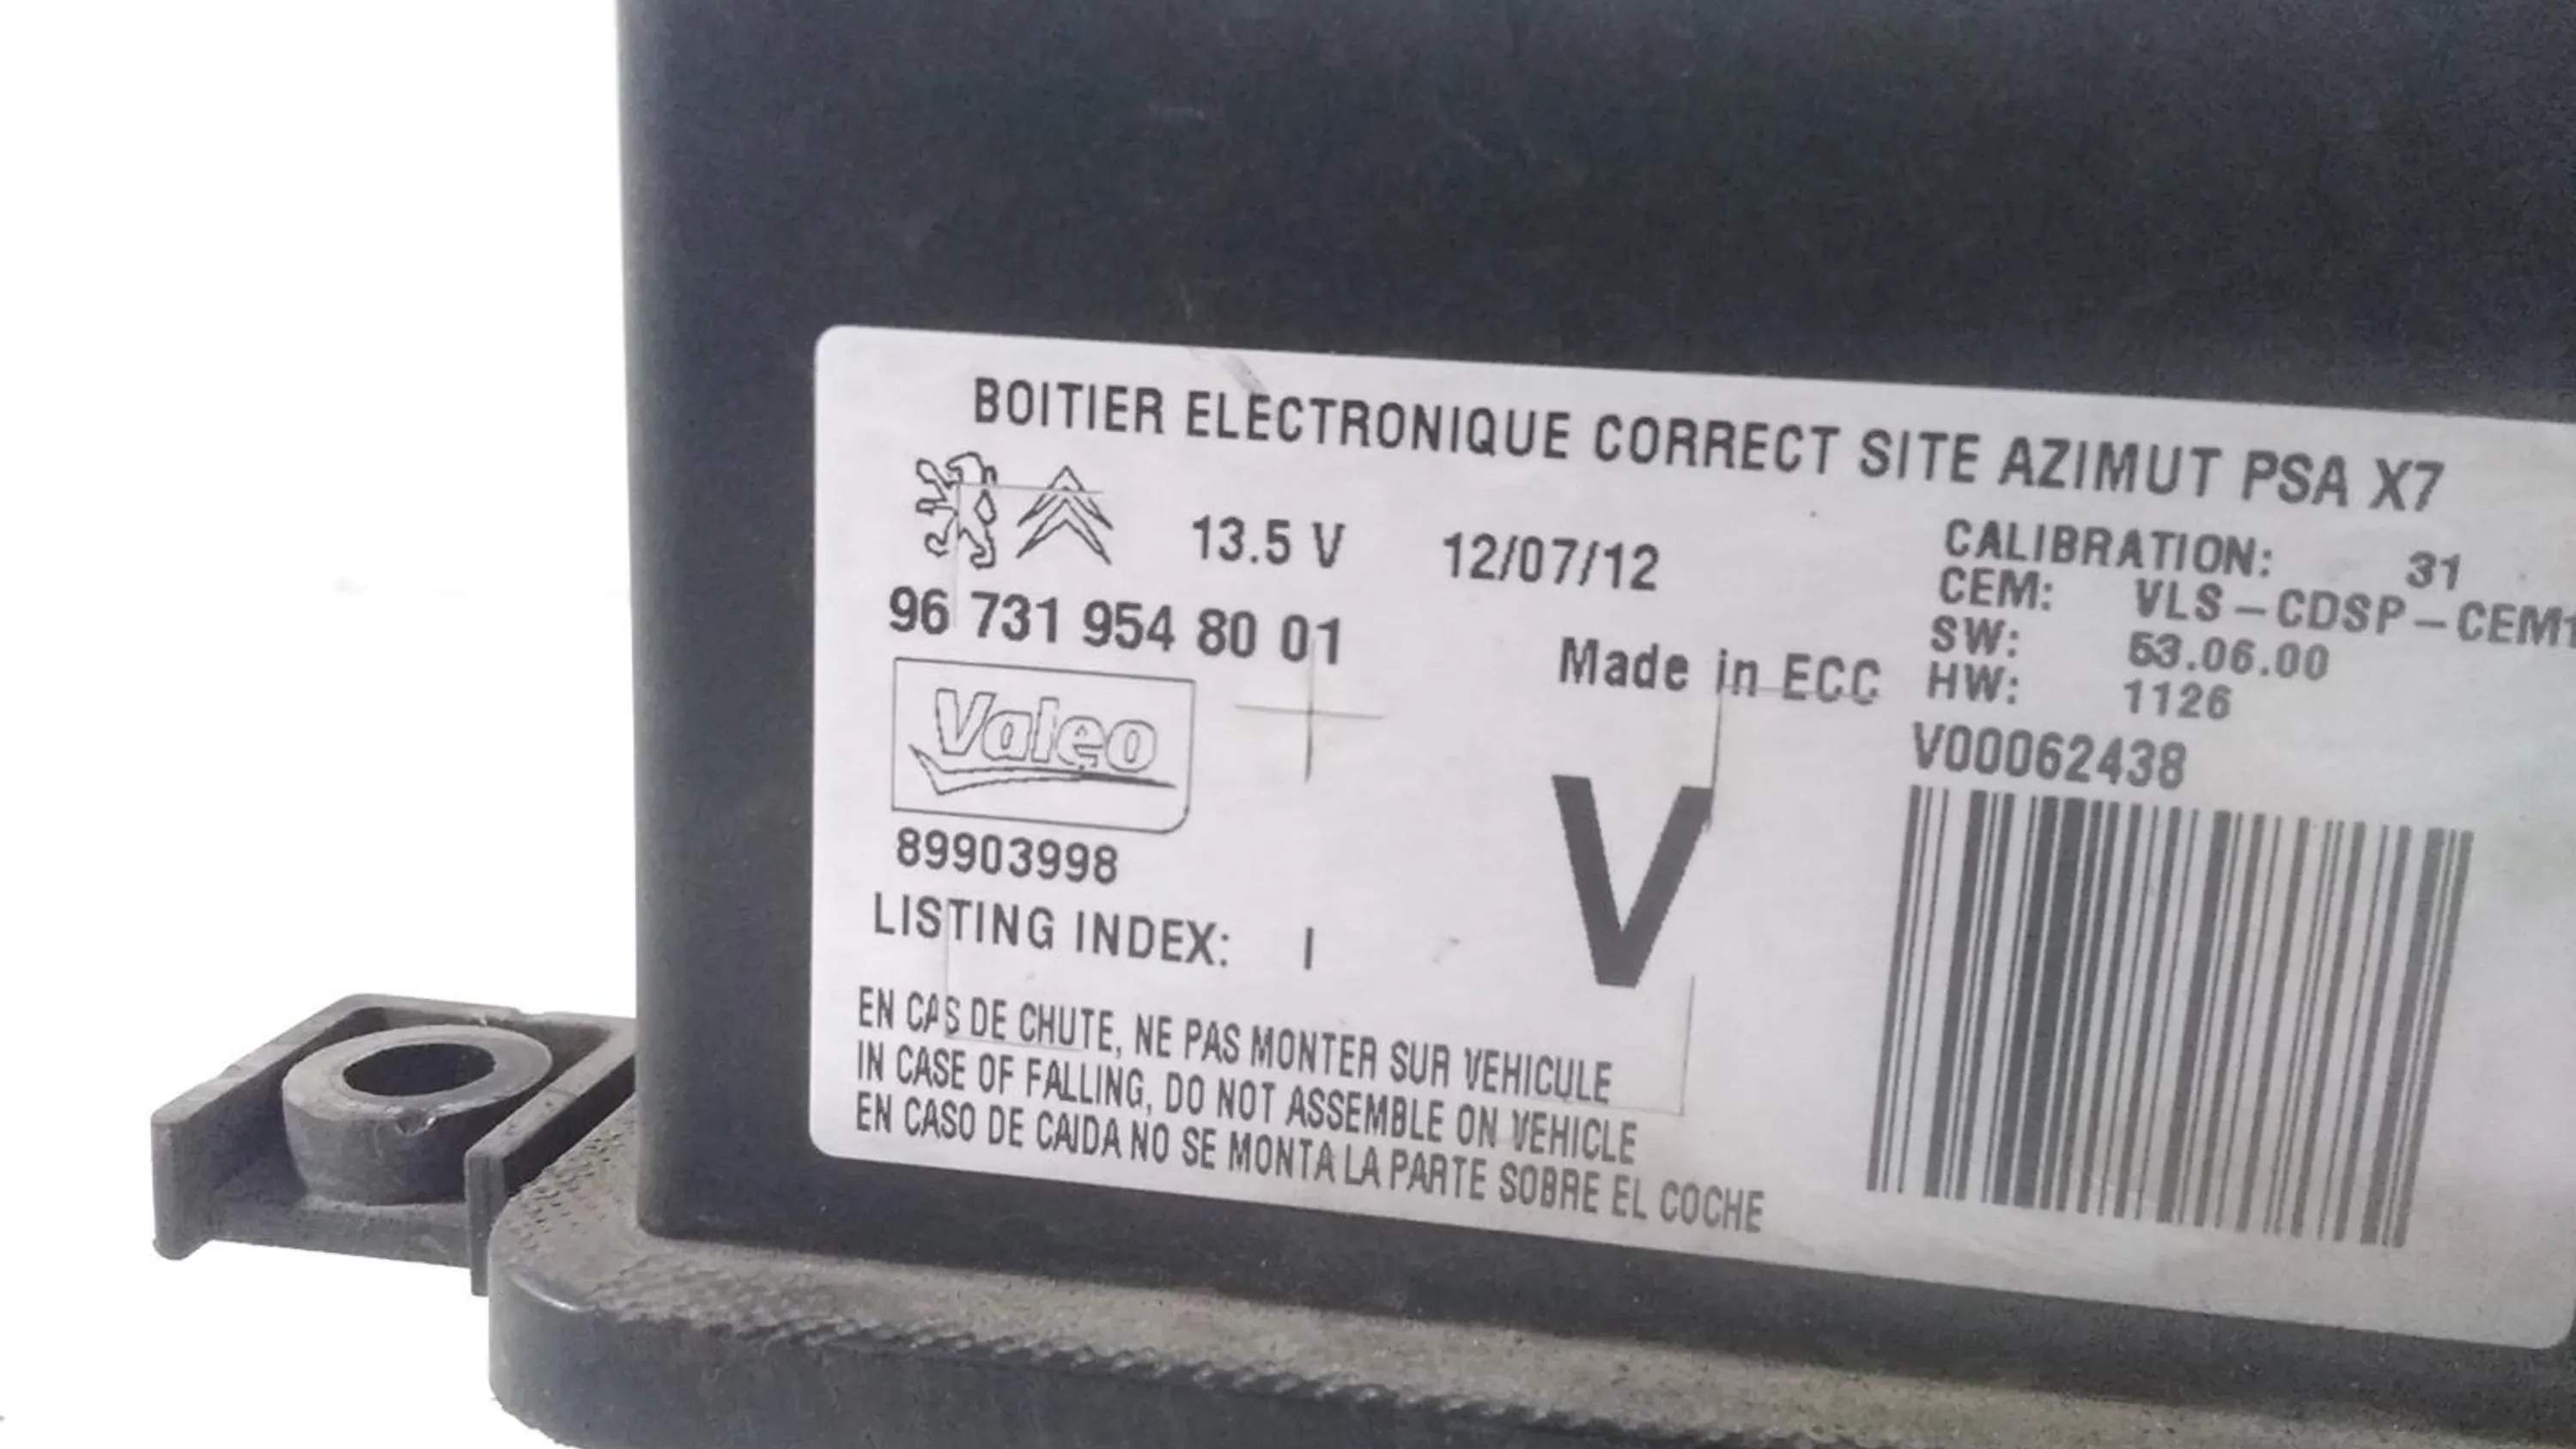 BOITIER ELECTRONIQUE CORRECT SITE AZIMUT PSA X7
13.5 V 12/07/12
96 731 954 80 01
Made in ECC
CALIBRATION: 31
CEM: VLS-CDSP-CEM1
SW: 53.06.00
HW: 1126
V00062438
Valeo
89903998
V
LISTING INDEX: I
EN CAS DE CHUTE, NE PAS MONTER SUR VEHICULE
IN CASE OF FALLING, DO NOT ASSEMBLE ON VEHICLE
EN CASO DE CAIDA NO SE MONTA LA PARTE SOBRE EL COCHE